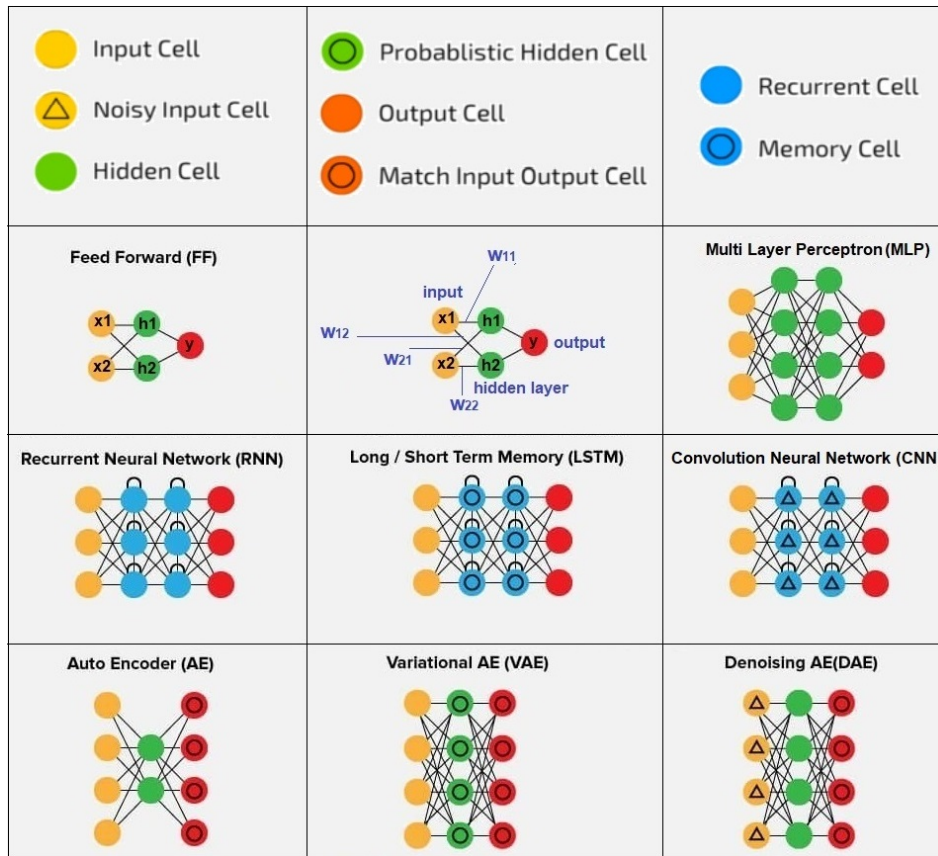 Input Cell
Noisy Input Cell
Hidden Cell
Probablistic Hidden Cell
Output Cell
Match Input Output Cell
Recurrent Cell
Memory Cell
Feed Forward (FF)
x1 h1
y
x2 h2
W11
input
x1 h1
W12
y output
W21
x2 h2
hidden layer
W22
Multi Layer Perceptron (MLP)
Recurrent Neural Network (RNN)
Long / Short Term Memory (LSTM)
Convolution Neural Network (CNN
Auto Encoder (AE)
Variational AE (VAE)
Denoising AE(DAE)